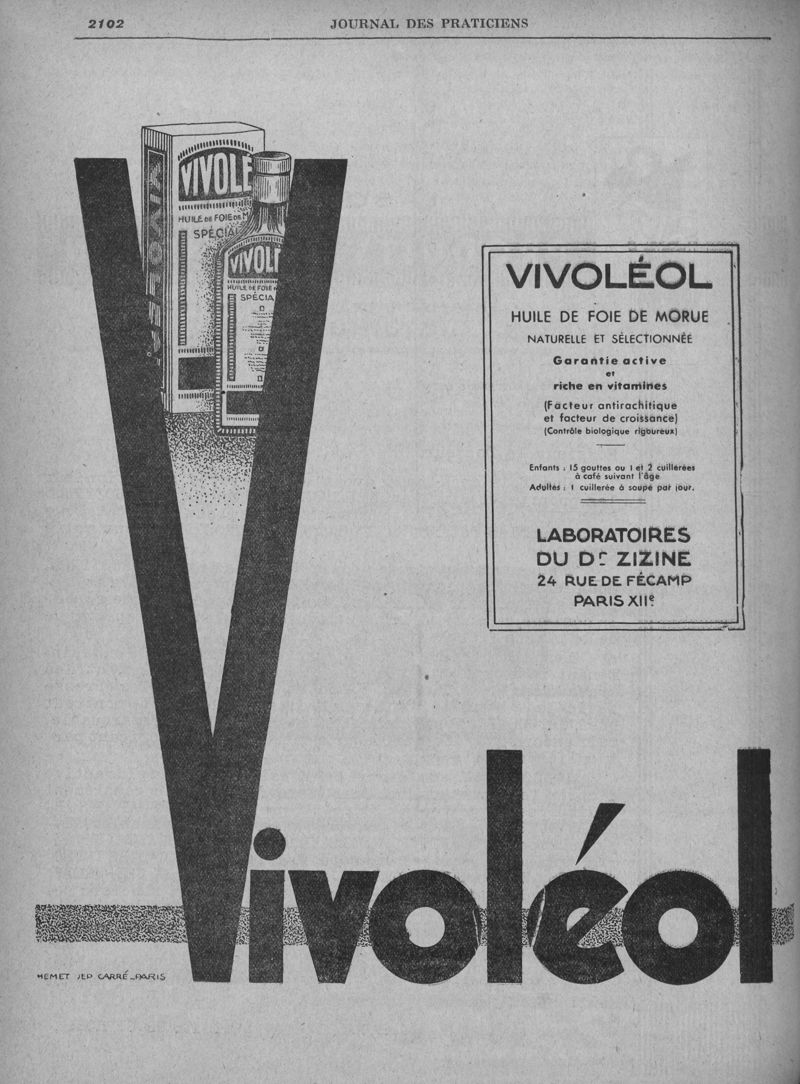 2102
JOURNAL DES PRATICIENS
VIVOLÉ
HUILE DE FOIE DE M
SPÉCIAL
VIVOL
HUILE DE FOIE
SPÉCIA
VIVOLÉOL
HUILE DE FOIE DE MORUE
NATURELLE ET SÉLECTIONNÉE
Garantie active
et
riche en vitamines
(Facteur antirachitique
et facteur de croissance)
(Contrôle biologique rigoureux)
Enfants : 15 gouttes ou 1 et 2 cuillerées
à café suivant l'âge
Adultes : 1 cuillerée à soupe par jour.
LABORATOIRES
DU Dr ZIZINE
24 RUE DE FÉCAMP
PARIS XIIe
Vivoléol
HEMET JEP CARRÉ_PARIS